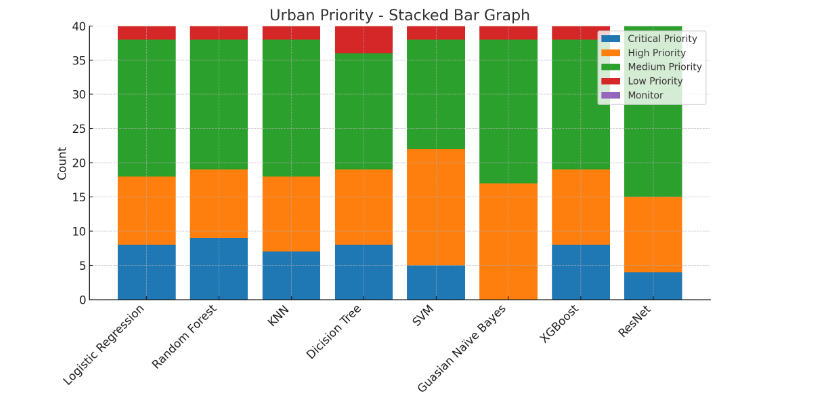 Urban Priority - Stacked Bar Graph
40
35
30
25
20
15
10
5
0
Count
Critical Priority
High Priority
Medium Priority
Low Priority
Monitor
Logistic Regression
Random Forest
KNN
Dicision Tree
SVM
Guasian Naïve Bayes
XGBoost
ResNet